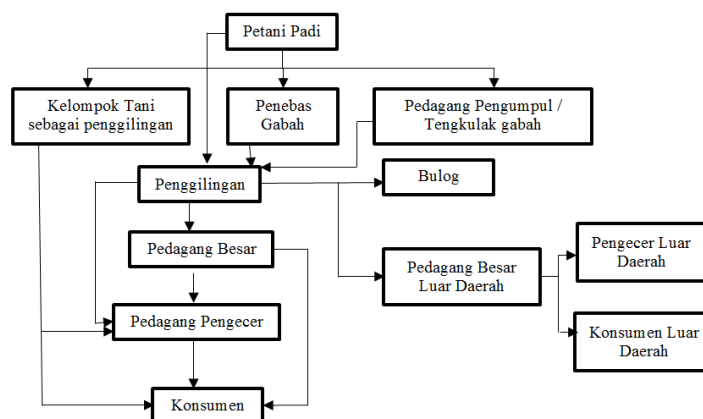 Petani Padi
Kelompok Tani
sebagai penggilingan
Penebas
Gabah
Pedagang Pengumpul /
Tengkulak gabah
Penggilingan
Bulog
Pedagang Besar
Pedagang Besar
Luar Daerah
Pengecer Luar
Daerah
Pedagang Pengecer
Konsumen Luar
Daerah
Konsumen